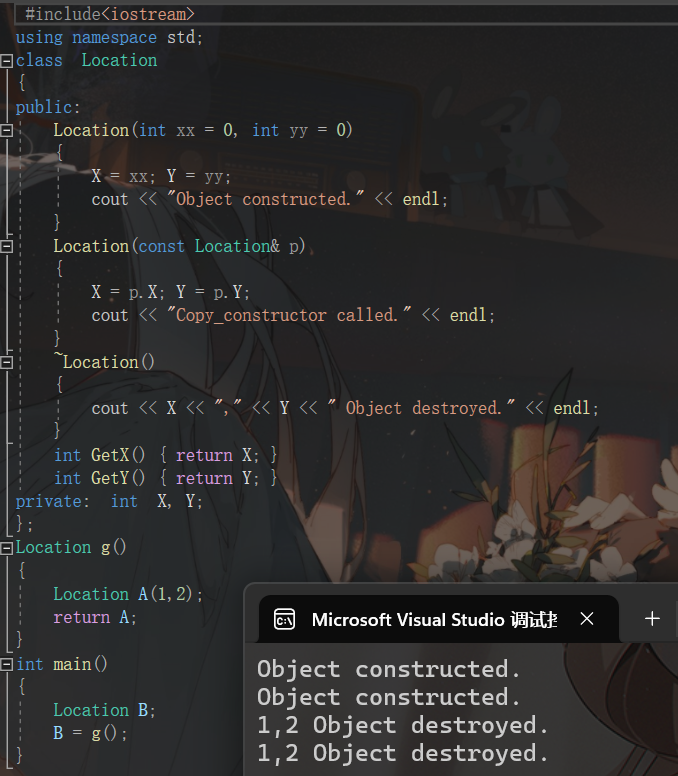 #include<iostream>
using namespace std;
class  Location
{
public:
    Location(int xx = 0, int yy = 0)
    {
        X = xx; Y = yy;
        cout << "Object constructed." << endl;
    }
    Location(const Location& p)
    {
        X = p.X; Y = p.Y;
        cout << "Copy_constructor called." << endl;
    }
    ~Location()
    {
        cout << X << "," << Y << " Object destroyed." << endl;
    }
    int GetX() { return X; }
    int GetY() { return Y; }
private:  int  X, Y;
};
Location g()
{
    Location A(1,2);
    return A;
}
int main()
{
    Location B;
    B = g();
}
Microsoft Visual Studio 调试
Object constructed.
Object constructed.
1,2 Object destroyed.
1,2 Object destroyed.